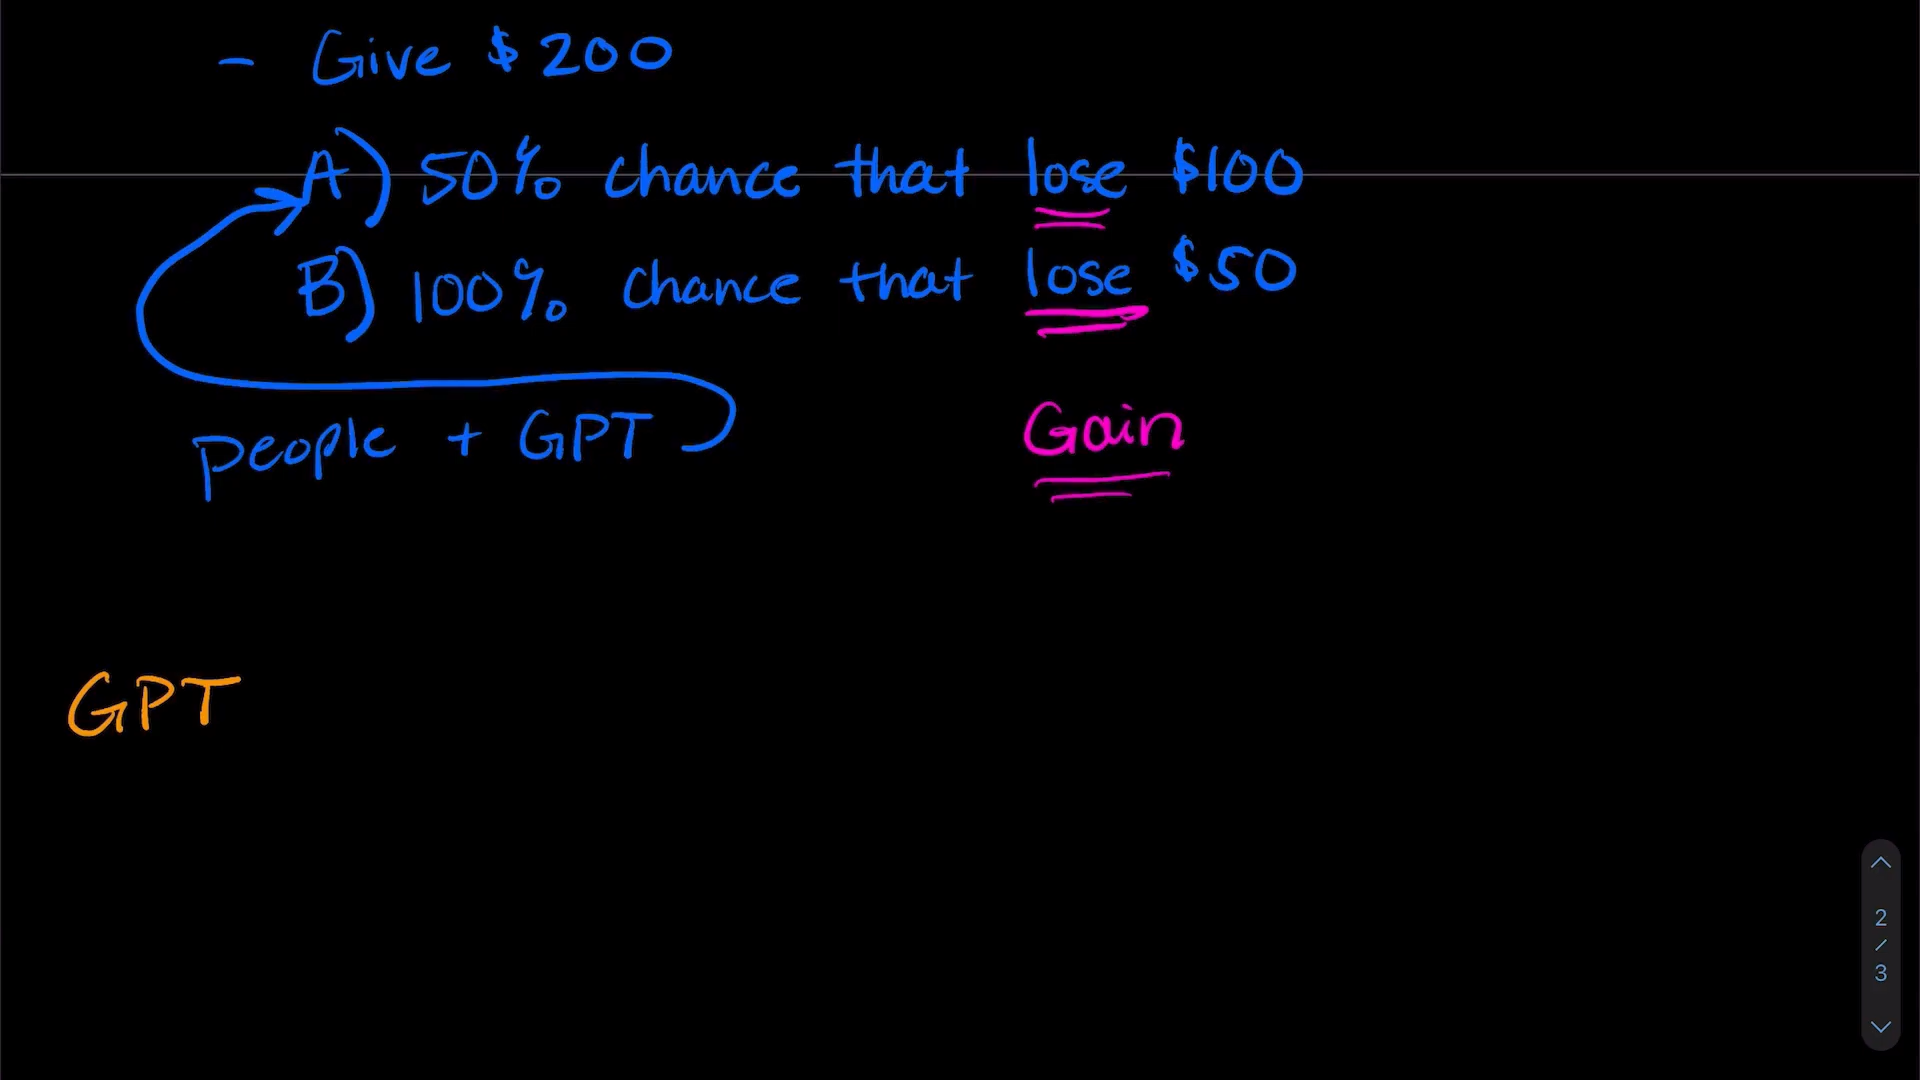 - Give $200
A) 50% chance that lose $100
B) 100% chance that lose $50
people + GPT
Gain
GPT
2
/
3